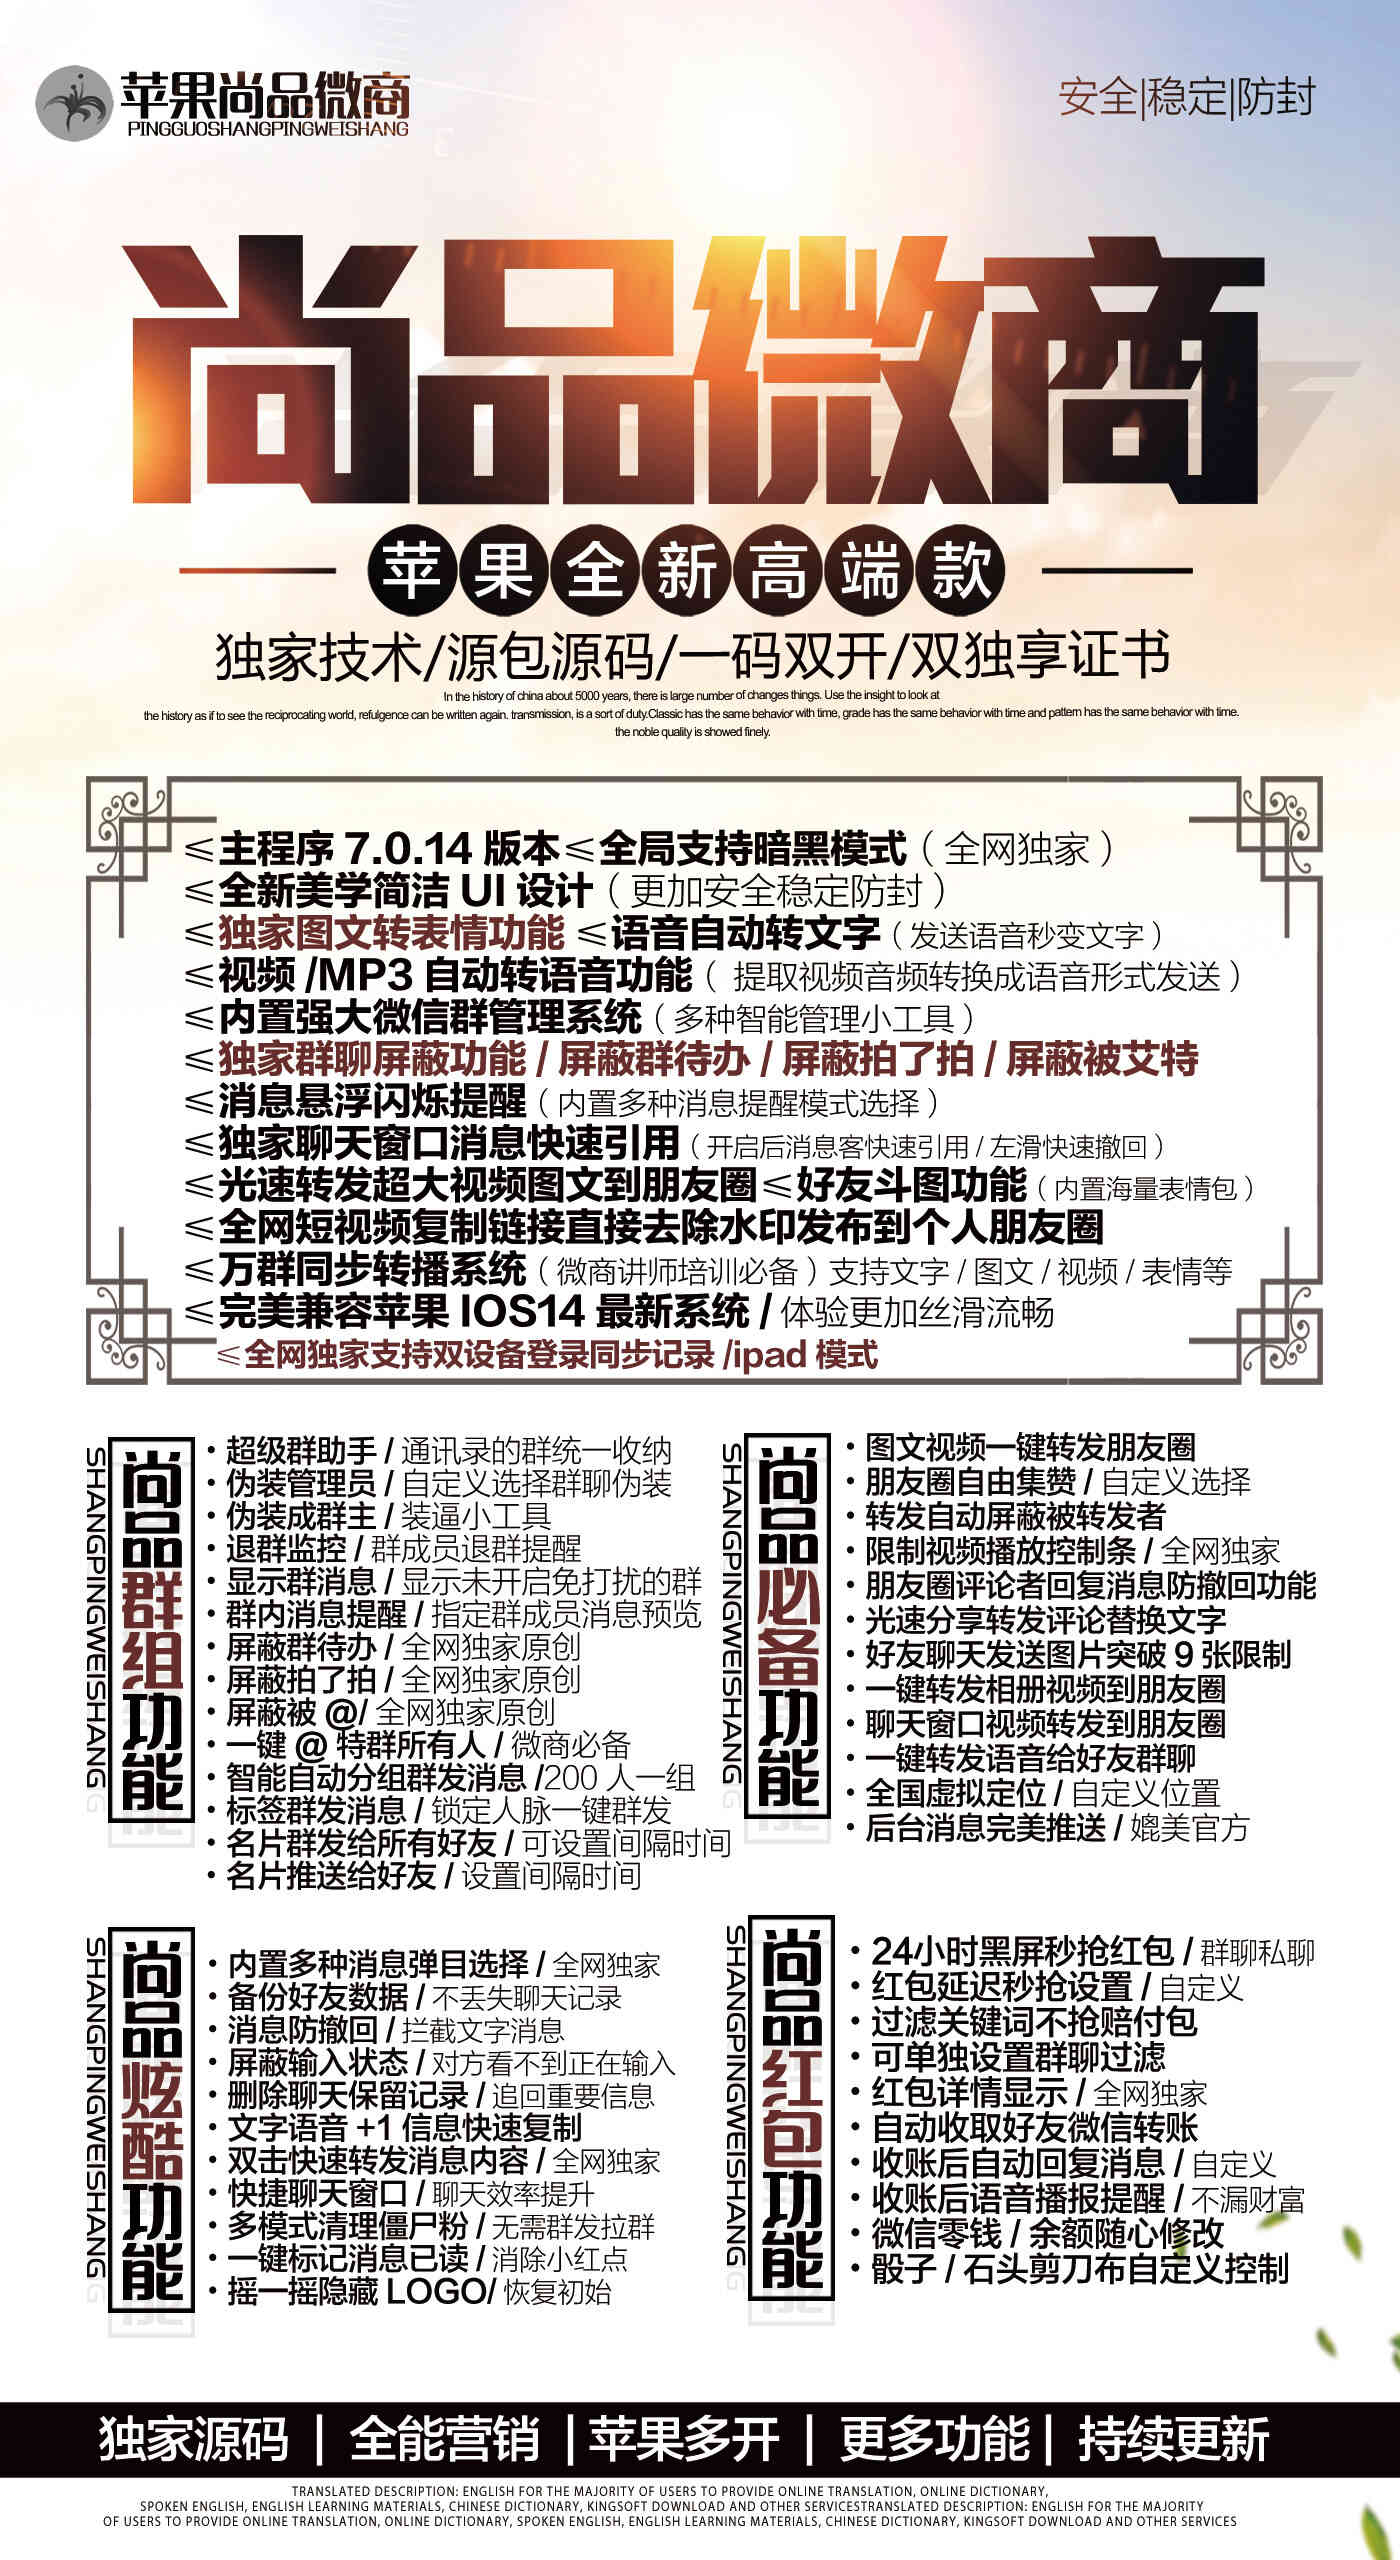 苹果尚品微商
PINGGUOSHANGPINGWEISHANG
安全|稳定|防封
尚品微商
苹果全新高端款
独家技术/源包源码/一码双开/双独享证书
In the history of china about 5000 years, there is large number of changes things. Use the insight to look at
the history as if to see the reciprocating world, refulgence can be written again. transmission, is a sort of duty.Classic has the same behavior with time, grade has the same behavior with time and pattern has the same behavior with time.
the noble quality is showed finely.
≤主程序 7.0.14 版本≤全局支持暗黑模式（全网独家）
≤全新美学简洁 UI 设计（更加安全稳定防封）
≤独家图文转表情功能 ≤语音自动转文字（发送语音秒变文字）
≤视频 /MP3 自动转语音功能（ 提取视频音频转换成语音形式发送）
≤内置强大微信群管理系统（多种智能管理小工具）
≤独家群聊屏蔽功能 / 屏蔽群待办 / 屏蔽拍了拍 / 屏蔽被艾特
≤消息悬浮闪烁提醒（内置多种消息提醒模式选择）
≤独家聊天窗口消息快速引用（开启后消息客快速引用 / 左滑快速撤回）
≤光速转发超大视频图文到朋友圈≤好友斗图功能（内置海量表情包）
≤全网短视频复制链接直接去除水印发布到个人朋友圈
≤万群同步转播系统（微商讲师培训必备）支持文字 / 图文 / 视频 / 表情等
≤完美兼容苹果 IOS14 最新系统 / 体验更加丝滑流畅
≤全网独家支持双设备登录同步记录 /ipad 模式
SHANGPINGWEISHANG
尚品群组功能
· 超级群助手 / 通讯录的群统一收纳
· 伪装管理员 / 自定义选择群聊伪装
· 伪装成群主 / 装逼小工具
· 退群监控 / 群成员退群提醒
· 显示群消息 / 显示未开启免打扰的群
· 群内消息提醒 / 指定群成员消息预览
· 屏蔽群待办 / 全网独家原创
· 屏蔽拍了拍 / 全网独家原创
· 屏蔽被 @/ 全网独家原创
· 一键 @ 特群所有人 / 微商必备
· 智能自动分组群发消息 /200 人一组
· 标签群发消息 / 锁定人脉一键群发
· 名片群发给所有好友 / 可设置间隔时间
· 名片推送给好友 / 设置间隔时间
SHANGPINGWEISHANG
尚品必备功能
· 图文视频一键转发朋友圈
· 朋友圈自由集赞 / 自定义选择
· 转发自动屏蔽被转发者
· 限制视频播放控制条 / 全网独家
· 朋友圈评论者回复消息防撤回功能
· 光速分享转发评论替换文字
· 好友聊天发送图片突破 9 张限制
· 一键转发相册视频到朋友圈
· 聊天窗口视频转发到朋友圈
· 一键转发语音给好友群聊
· 全国虚拟定位 / 自定义位置
· 后台消息完美推送 / 媲美官方
SHANGPINGWEISHANG
尚品炫酷功能
· 内置多种消息弹目选择 / 全网独家
· 备份好友数据 / 不丢失聊天记录
· 消息防撤回 / 拦截文字消息
· 屏蔽输入状态 / 对方看不到正在输入
· 删除聊天保留记录 / 追回重要信息
· 文字语音 +1 信息快速复制
· 双击快速转发消息内容 / 全网独家
· 快捷聊天窗口 / 聊天效率提升
· 多模式清理僵尸粉 / 无需群发拉群
· 一键标记消息已读 / 消除小红点
· 摇一摇隐藏 LOGO/ 恢复初始
SHANGPINGWEISHANG
尚品红包功能
· 24小时黑屏秒抢红包 / 群聊私聊
· 红包延迟秒抢设置 / 自定义
· 过滤关键词不抢赔付包
· 可单独设置群聊过滤
· 红包详情显示 / 全网独家
· 自动收取好友微信转账
· 收账后自动回复消息 / 自定义
· 收账后语音播报提醒 / 不漏财富
· 微信零钱 / 余额随心修改
· 骰子 / 石头剪刀布自定义控制
独家源码 | 全能营销 | 苹果多开 | 更多功能 | 持续更新
TRANSLATED DESCRIPTION: ENGLISH FOR THE MAJORITY OF USERS TO PROVIDE ONLINE TRANSLATION, ONLINE DICTIONARY,
SPOKEN ENGLISH, ENGLISH LEARNING MATERIALS, CHINESE DICTIONARY, KINGSOFT DOWNLOAD AND OTHER SERVICESTRANSLATED DESCRIPTION: ENGLISH FOR THE MAJORITY
OF USERS TO PROVIDE ONLINE TRANSLATION, ONLINE DICTIONARY, SPOKEN ENGLISH, ENGLISH LEARNING MATERIALS, CHINESE DICTIONARY, KINGSOFT DOWNLOAD AND OTHER SERVICES